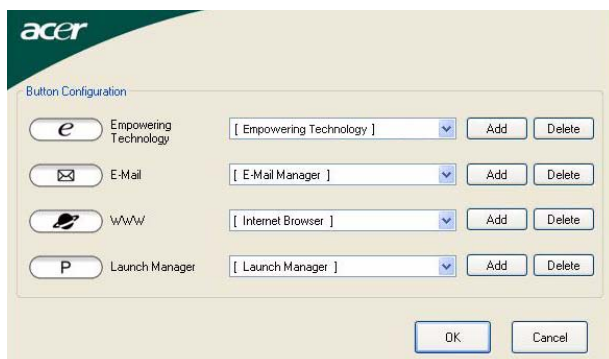 acer
Button Configuration
e Empowering Technology [ Empowering Technology ] Add Delete
E-Mail [ E-Mail Manager ] Add Delete
WWW [ Internet Browser ] Add Delete
P Launch Manager [ Launch Manager ] Add Delete
OK Cancel